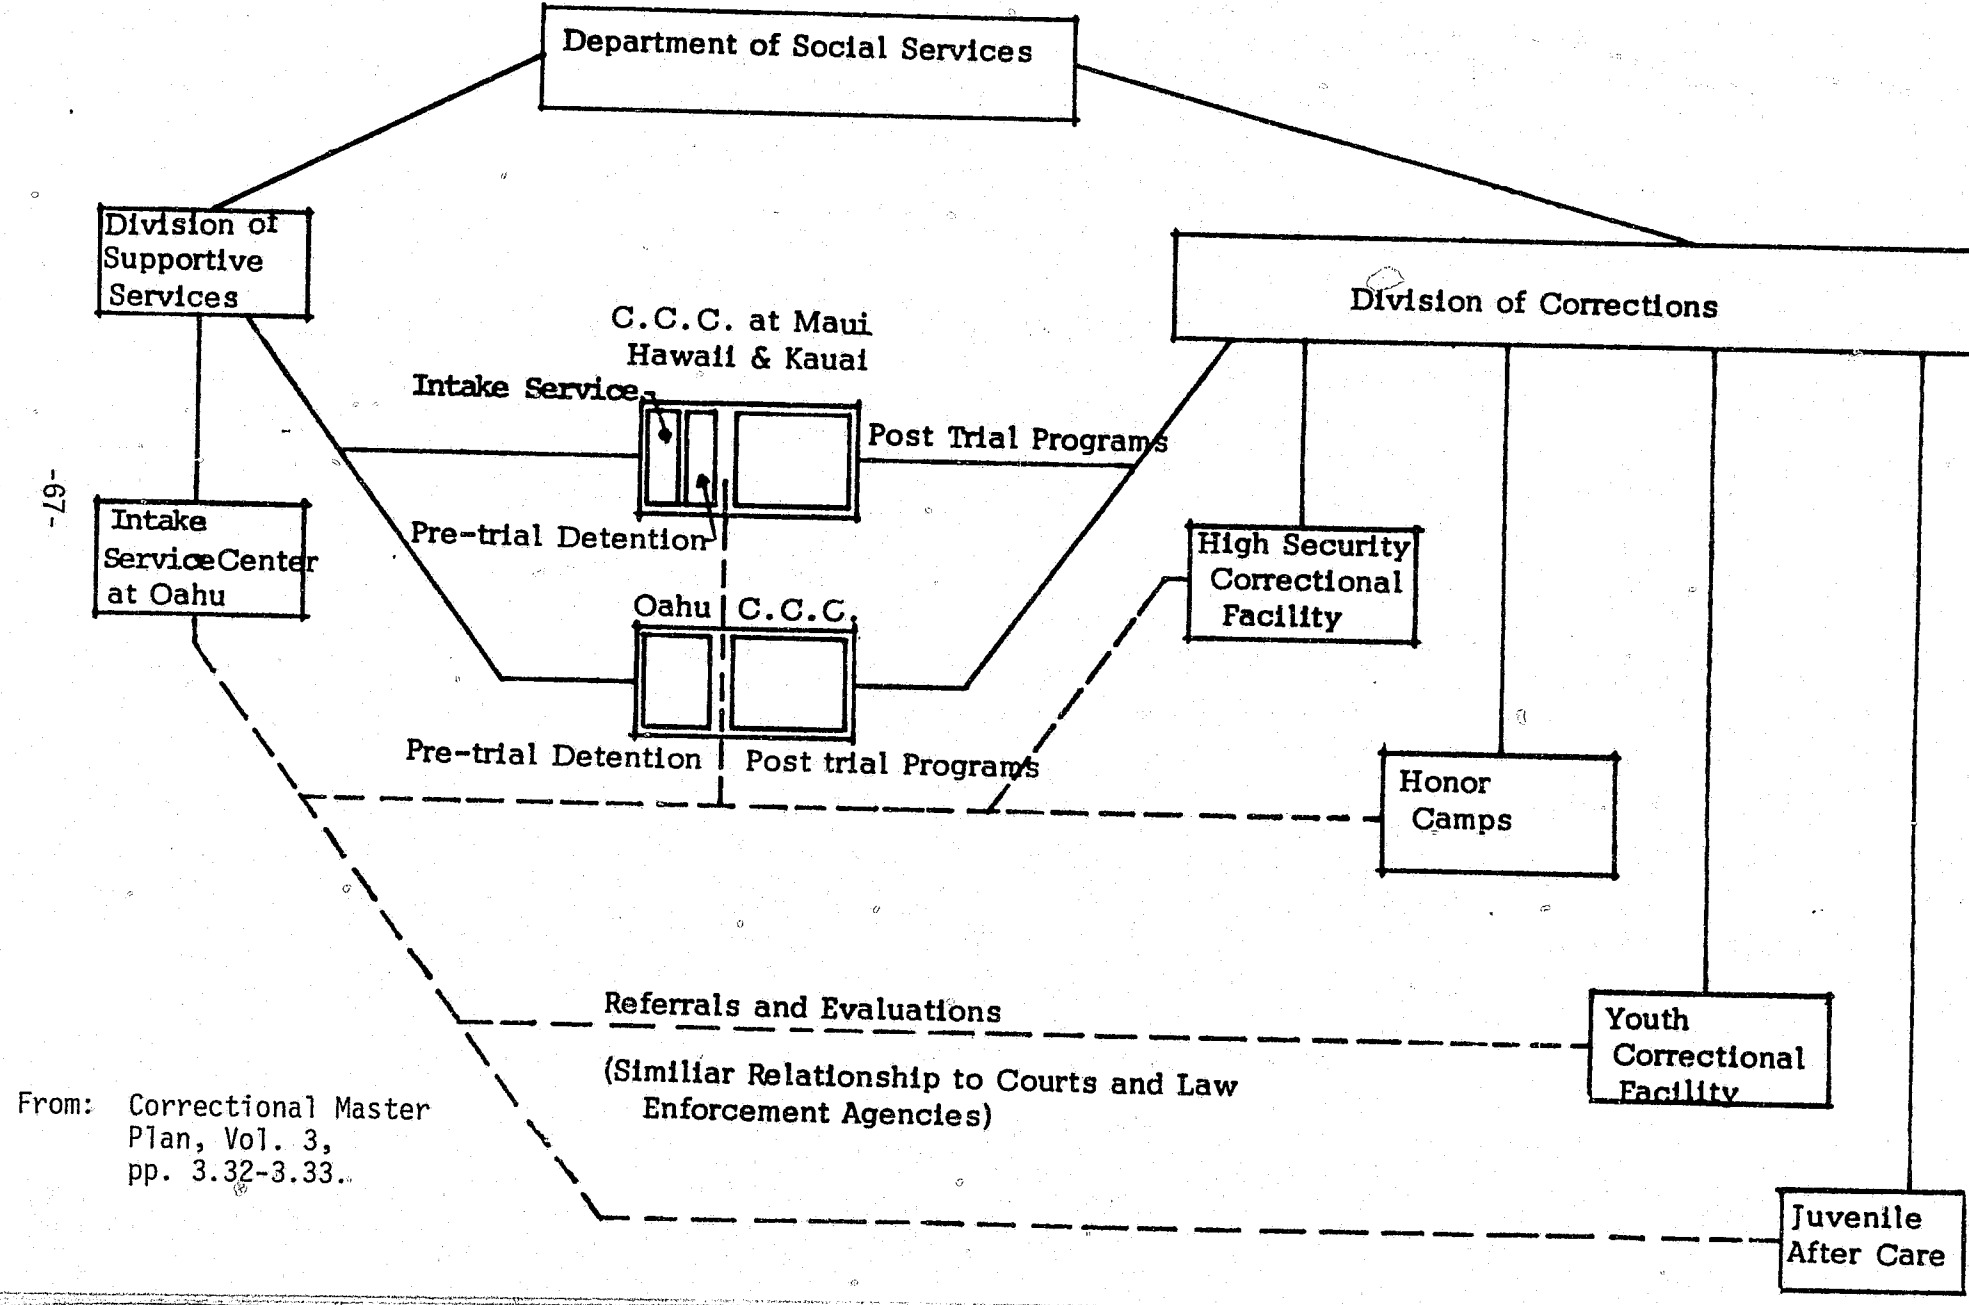 Department of Social Services
Division of
Supportive
Services
Division of Corrections
C.C.C. at Maui
Hawaii & Kauai
Intake Service
Post Trial Programs
Pre-trial Detention
Intake
Service Center
at Oahu
High Security
Correctional
Facility
Oahu C.C.C.
Pre-trial Detention Post trial Programs
Honor
Camps
Referrals and Evaluations
(Similiar Relationship to Courts and Law
Enforcement Agencies)
Youth
Correctional
Facility
From: Correctional Master
Plan, Vol. 3,
pp. 3.32-3.33.
Juvenile
After Care
-67-